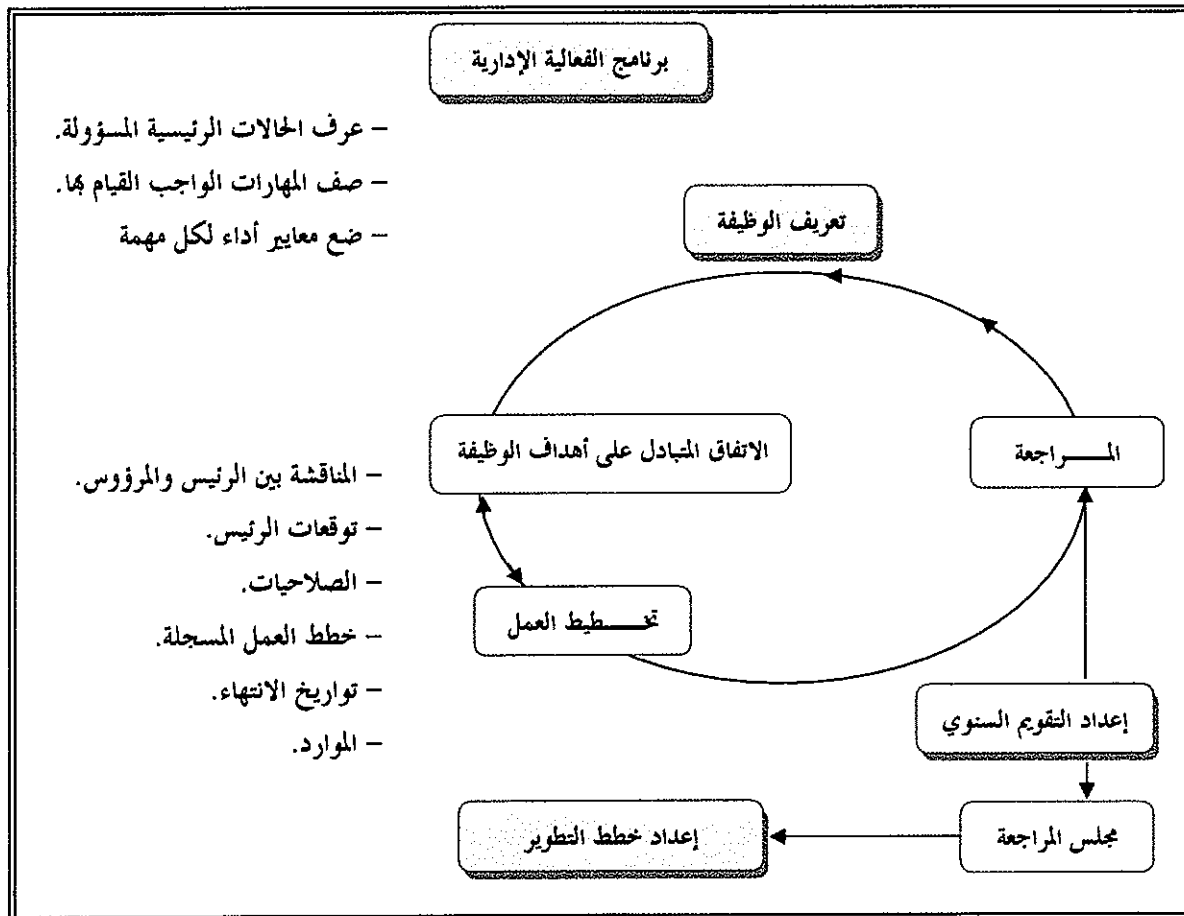 برنامج الفعالية الإدارية
– عرف الحالات الرئيسية المسؤولة.
– صف المهارات الواجب القيام بها.
– ضع معايير أداء لكل مهمة
تعريف الوظيفة
المـــراجعة
الاتفاق المتبادل على أهداف الوظيفة
– المناقشة بين الرئيس والمرؤوس.
– توقعات الرئيس.
– الصلاحيات.
– خطط العمل المسجلة.
– تواريخ الانتهاء.
– الموارد.
تخـــطيط العمل
إعداد التقويم السنوي
مجلس المراجعة
إعداد خطط التطوير